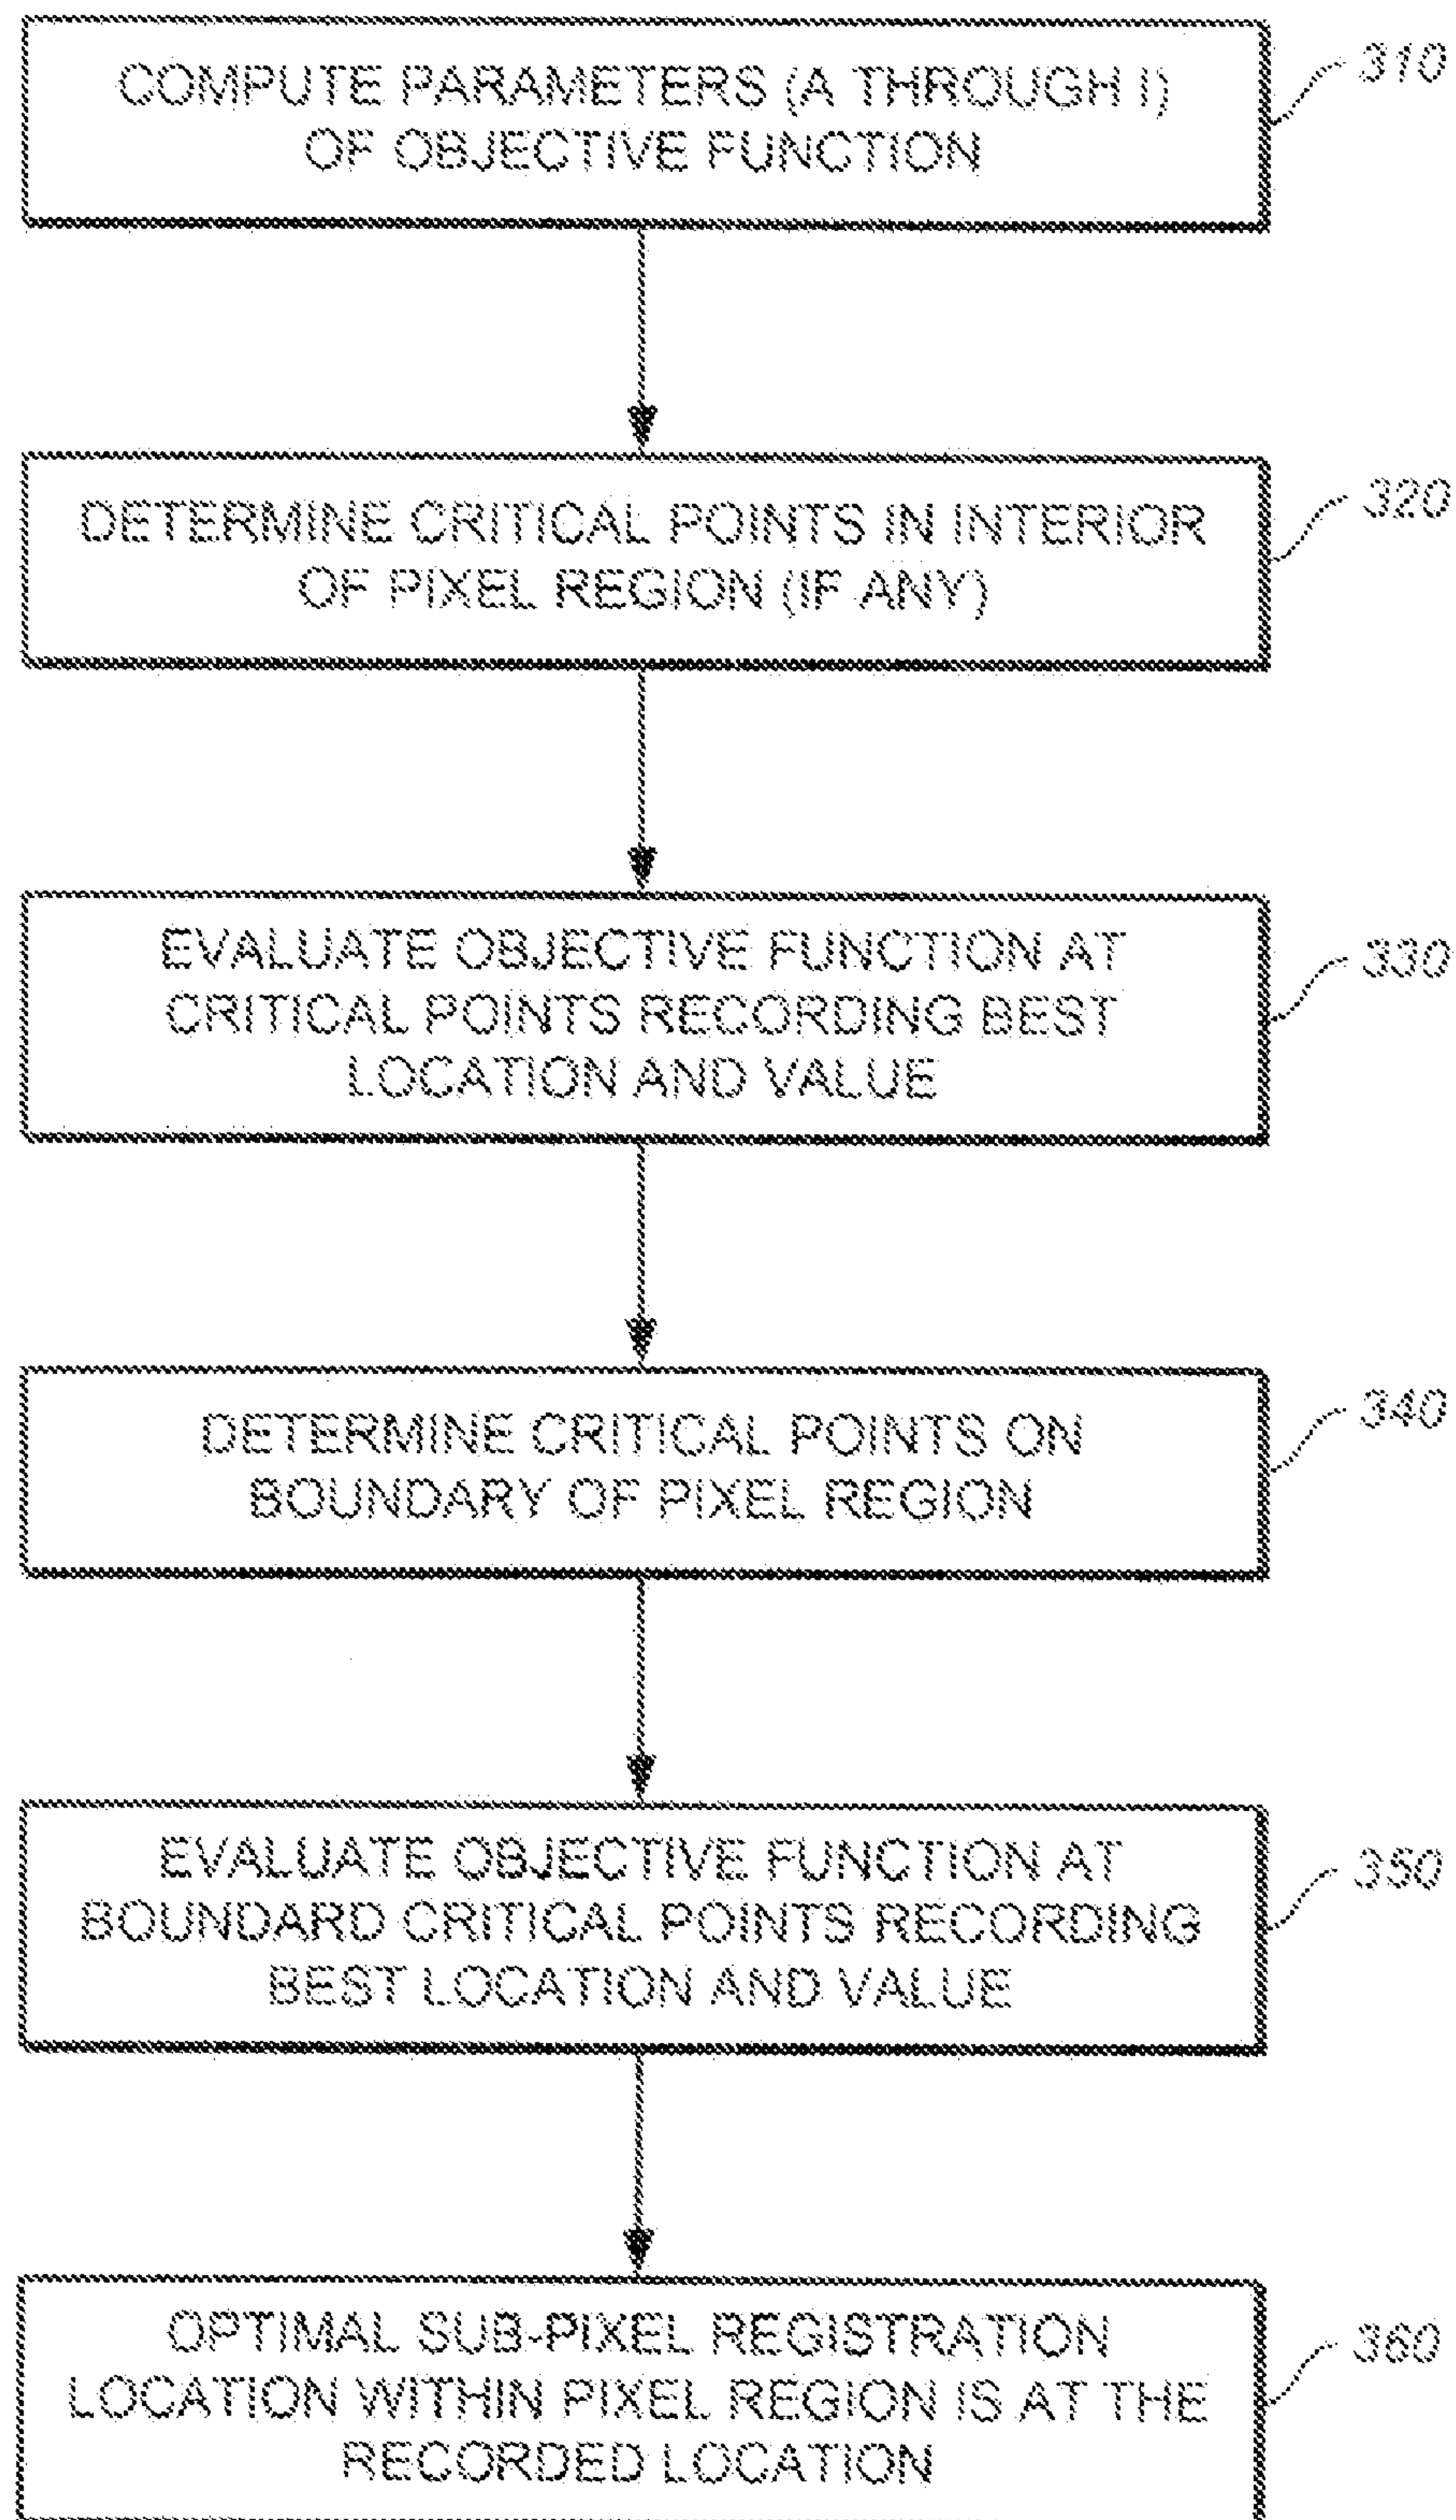 COMPUTE PARAMETERS (A THROUGH I)
OF OBJECTIVE FUNCTION
310
DETERMINE CRITICAL POINTS IN INTERIOR
OF PIXEL REGION (IF ANY)
320
EVALUATE OBJECTIVE FUNCTION AT
CRITICAL POINTS RECORDING BEST
LOCATION AND VALUE
330
DETERMINE CRITICAL POINTS ON
BOUNDARY OF PIXEL REGION
340
EVALUATE OBJECTIVE FUNCTION AT
BOUNDARD CRITICAL POINTS RECORDING
BEST LOCATION AND VALUE
350
OPTIMAL SUB-PIXEL REGISTRATION
LOCATION WITHIN PIXEL REGION IS AT THE
RECORDED LOCATION
360